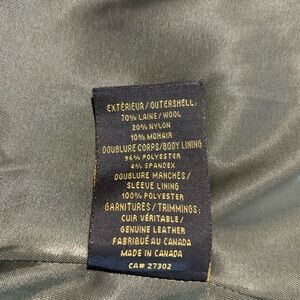 EXTÉRIEUR/OUTERSHELL:
70% LAINE/WOOL
20% NYLON
10% MOHAIR
DOUBLURE CORPS/BODY LINING
96% POLYESTER
4% SPANDEX
DOUBLURE MANCHES/
SLEEVE LINING
100% POLYESTER
GARNITURES/TRIMMINGS:
CUIR VÉRITABLE/
GENUINE LEATHER
FABRIQUÉ AU CANADA
MADE IN CANADA
CA# 27302